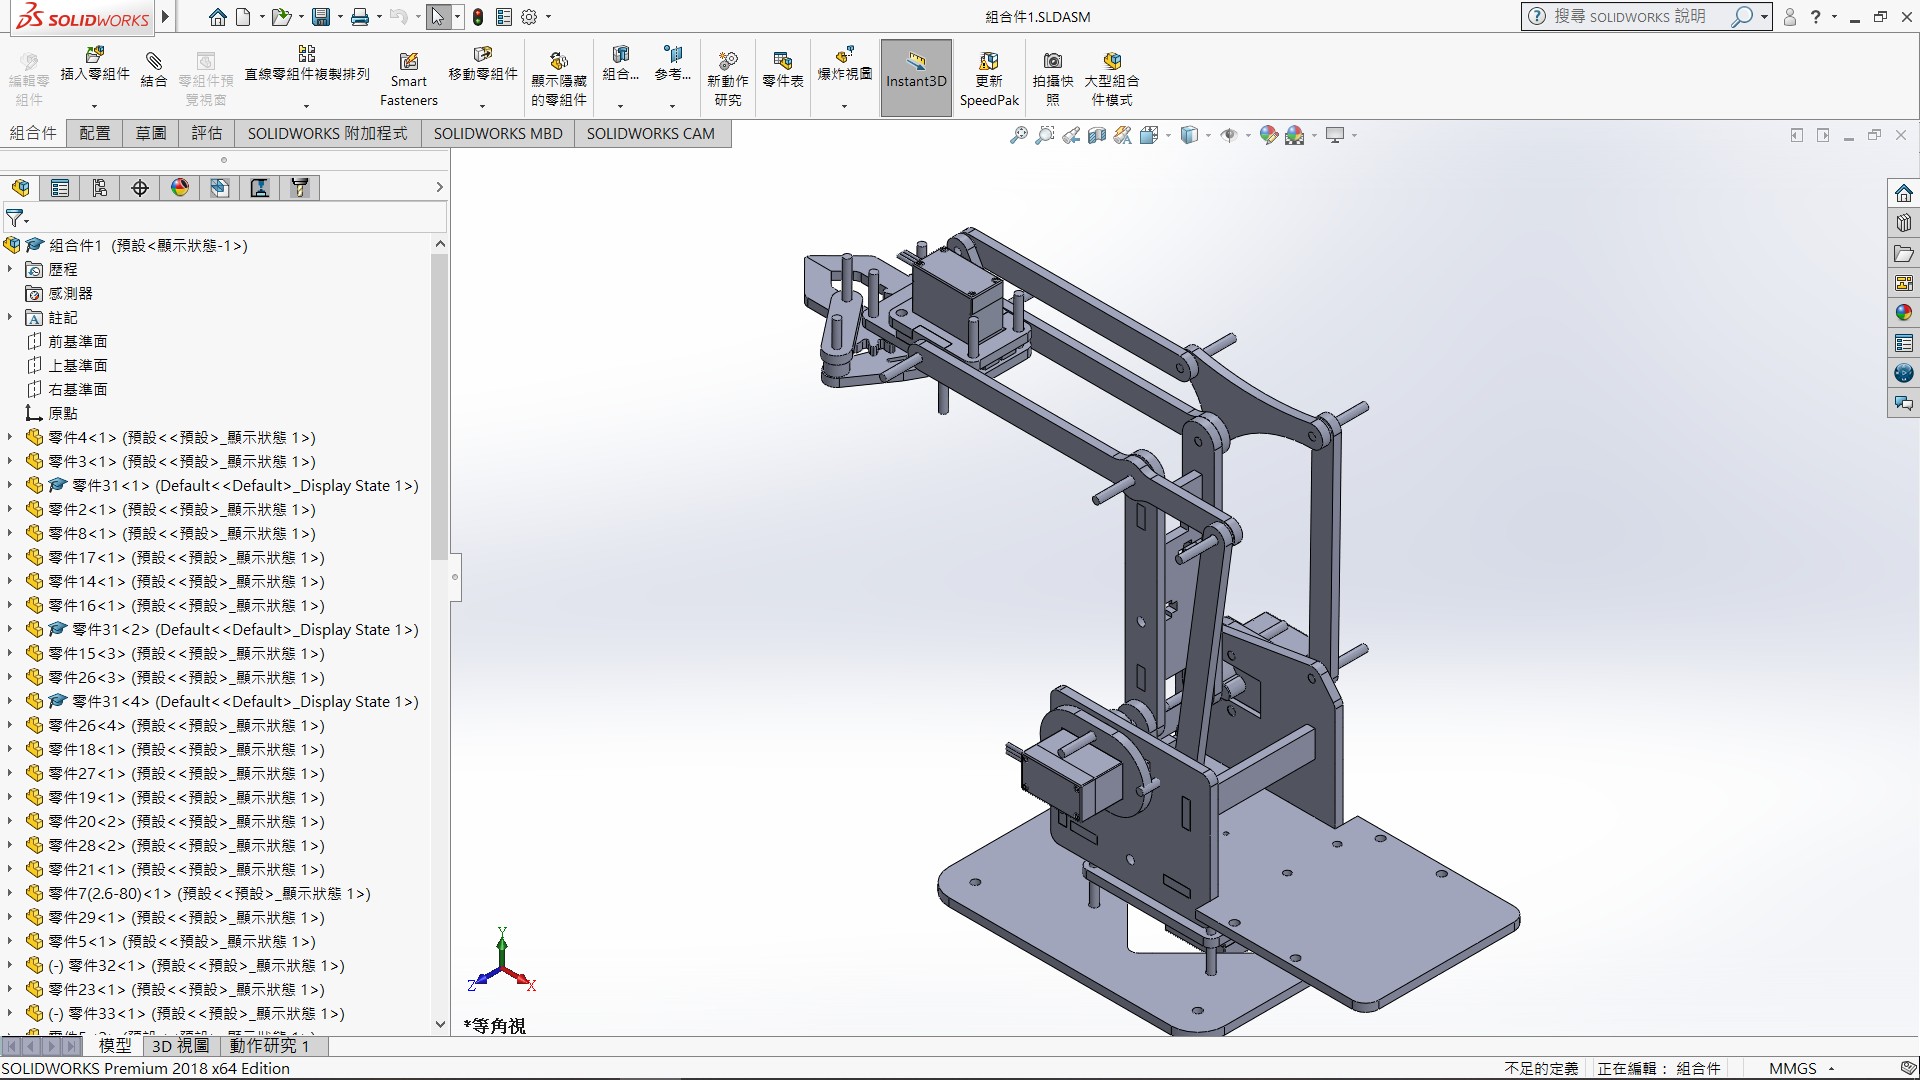 SOLIDWORKS
組合件1.SLDASM
搜尋 SOLIDWORKS 說明
編輯零組件
插入零組件
結合
零組件預覽視窗
直線零組件複製排列
Smart Fasteners
移動零組件
顯示隱藏的零組件
組合...
參考...
新動作研究
零件表
爆炸視圖
Instant3D
更新 SpeedPak
拍攝快照
大型組合件模式
組合件
配置
草圖
評估
SOLIDWORKS 附加程式
SOLIDWORKS MBD
SOLIDWORKS CAM
組合件1 (預設<顯示狀態-1>)
歷程
感測器
註記
前基準面
上基準面
右基準面
原點
零件4<1> (預設<<預設>_顯示狀態 1>)
零件3<1> (預設<<預設>_顯示狀態 1>)
零件31<1> (Default<<Default>_Display State 1>)
零件2<1> (預設<<預設>_顯示狀態 1>)
零件8<1> (預設<<預設>_顯示狀態 1>)
零件17<1> (預設<<預設>_顯示狀態 1>)
零件14<1> (預設<<預設>_顯示狀態 1>)
零件16<1> (預設<<預設>_顯示狀態 1>)
零件31<2> (Default<<Default>_Display State 1>)
零件15<3> (預設<<預設>_顯示狀態 1>)
零件26<3> (預設<<預設>_顯示狀態 1>)
零件31<4> (Default<<Default>_Display State 1>)
零件26<4> (預設<<預設>_顯示狀態 1>)
零件18<1> (預設<<預設>_顯示狀態 1>)
零件27<1> (預設<<預設>_顯示狀態 1>)
零件19<1> (預設<<預設>_顯示狀態 1>)
零件20<2> (預設<<預設>_顯示狀態 1>)
零件28<2> (預設<<預設>_顯示狀態 1>)
零件21<1> (預設<<預設>_顯示狀態 1>)
零件7(2.6-80)<1> (預設<<預設>_顯示狀態 1>)
零件29<1> (預設<<預設>_顯示狀態 1>)
零件5<1> (預設<<預設>_顯示狀態 1>)
(-) 零件32<1> (預設<<預設>_顯示狀態 1>)
零件23<1> (預設<<預設>_顯示狀態 1>)
(-) 零件33<1> (預設<<預設>_顯示狀態 1>)
Y
Z
X
*等角視
模型
3D 視圖
動作研究 1
SOLIDWORKS Premium 2018 x64 Edition
不足的定義
正在編輯： 組合件
MMGS